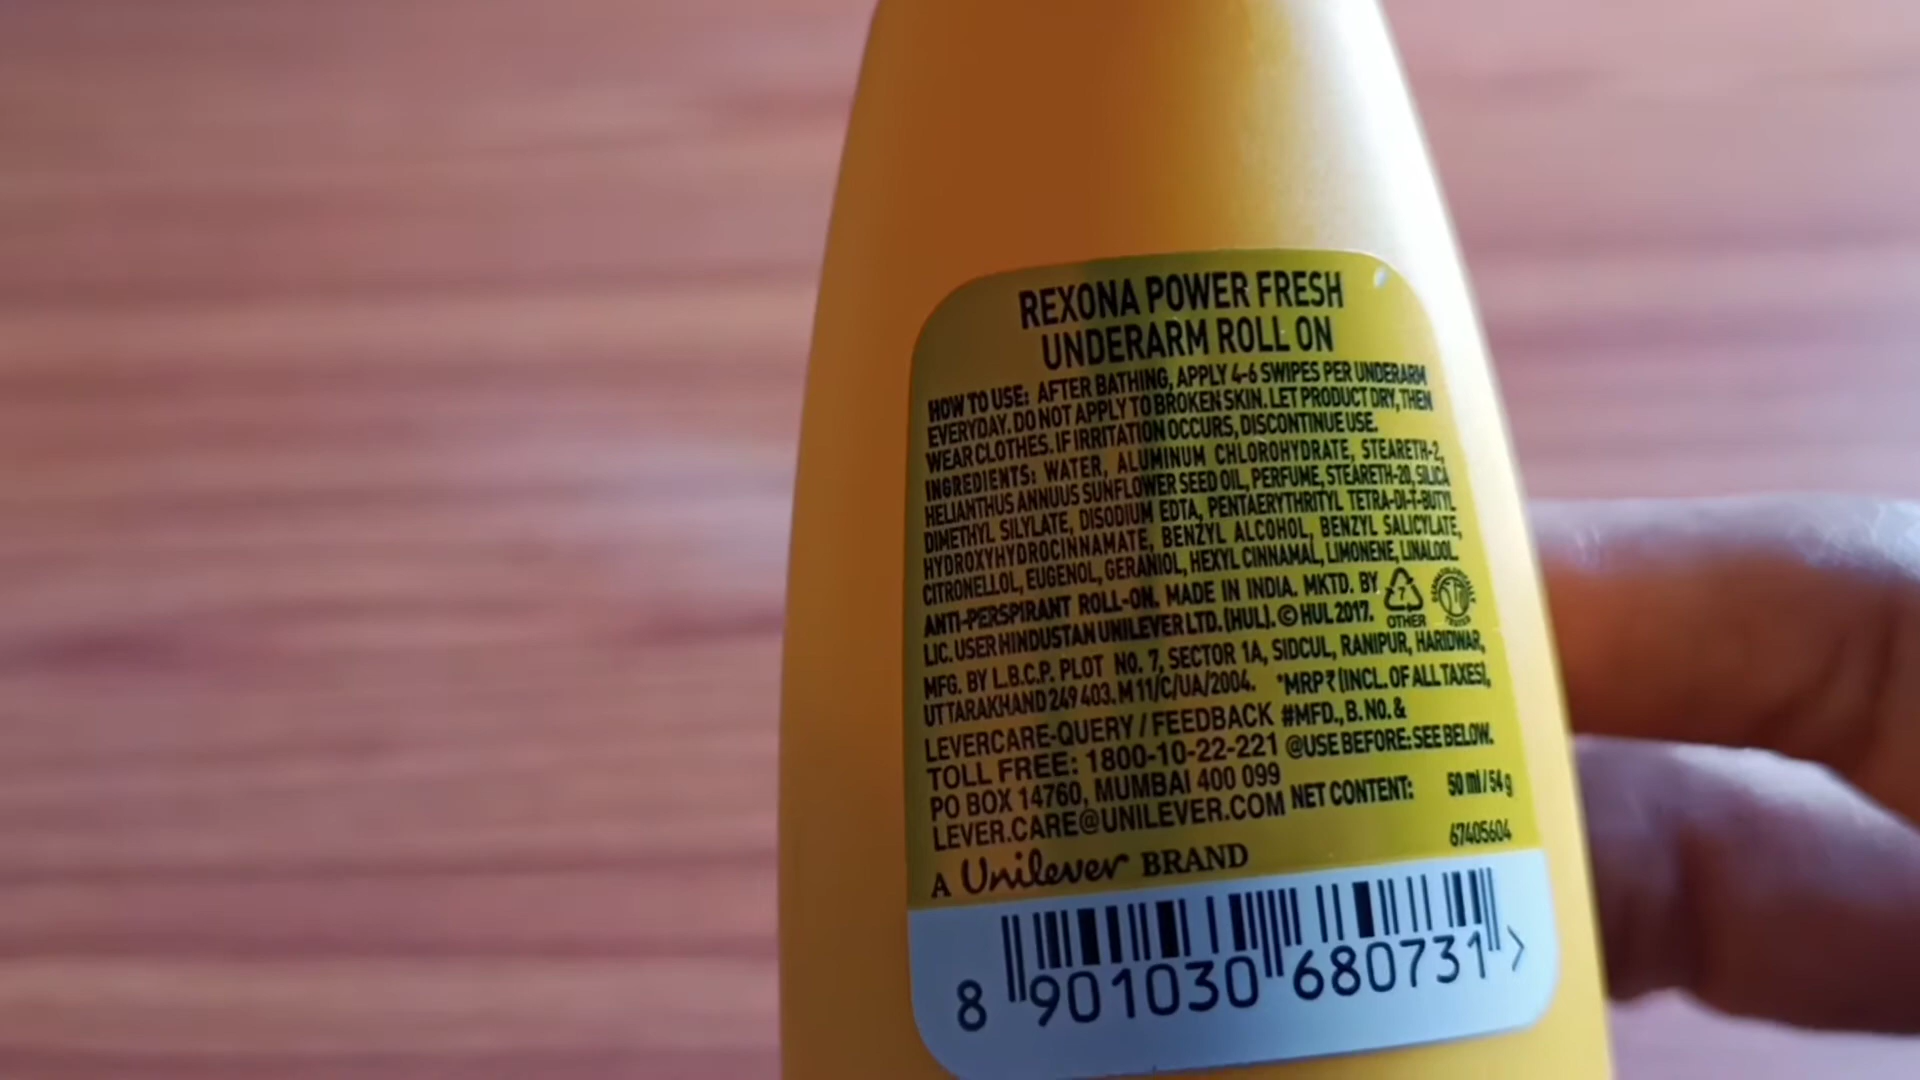 REXONA POWER FRESH
UNDERARM ROLL ON
HOW TO USE: AFTER BATHING, APPLY 4-6 SWIPES PER UNDERARM
EVERYDAY. DO NOT APPLY TO BROKEN SKIN. LET PRODUCT DRY, THEN
WEAR CLOTHES. IF IRRITATION OCCURS, DISCONTINUE USE.
INGREDIENTS: WATER, ALUMINUM CHLOROHYDRATE, STEARETH-2,
HELIANTHUS ANNUUS SUNFLOWER SEED OIL, PERFUME, STEARETH-20, SILICA
DIMETHYL SILYLATE, DISODIUM EDTA, PENTAERYTHRITYL TETRA-DI-T-BUTYL
HYDROXYHYDROCINNAMATE, BENZYL ALCOHOL, BENZYL SALICYLATE,
CITRONELLOL, EUGENOL, GERANIOL, HEXYL CINNAMAL, LIMONENE, LINALOOL.
ANTI-PERSPIRANT ROLL-ON. MADE IN INDIA. MKTD. BY
LIC. USER HINDUSTAN UNILEVER LTD. (HUL). © HUL 2017.
7
OTHER
TESTED
MFG. BY L.B.C.P. PLOT NO. 7, SECTOR 1A, SIDCUL, RANIPUR, HARIDWAR,
UTTARAKHAND 249 403. M 11/C/UA/2004. *MRP ₹ (INCL. OF ALL TAXES),
LEVERCARE-QUERY / FEEDBACK #MFD., B. NO. &
TOLL FREE: 1800-10-22-221 @USE BEFORE: SEE BELOW.
PO BOX 14760, MUMBAI 400 099
LEVER.CARE@UNILEVER.COM NET CONTENT: 50 ml / 54 g
67405604
A Unilever BRAND
8 901030 680731 >